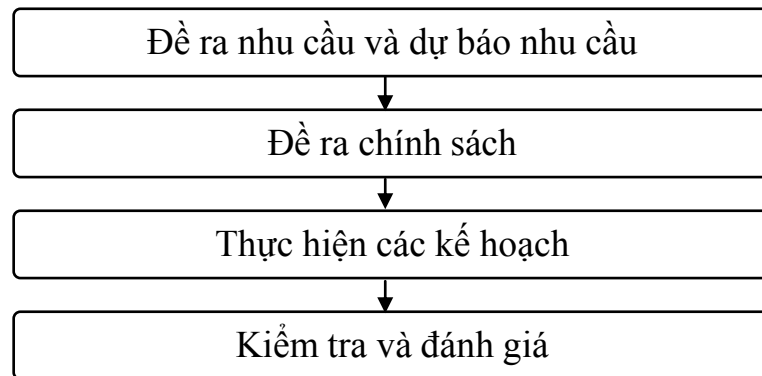 Đề ra nhu cầu và dự báo nhu cầu
Đề ra chính sách
Thực hiện các kế hoạch
Kiểm tra và đánh giá